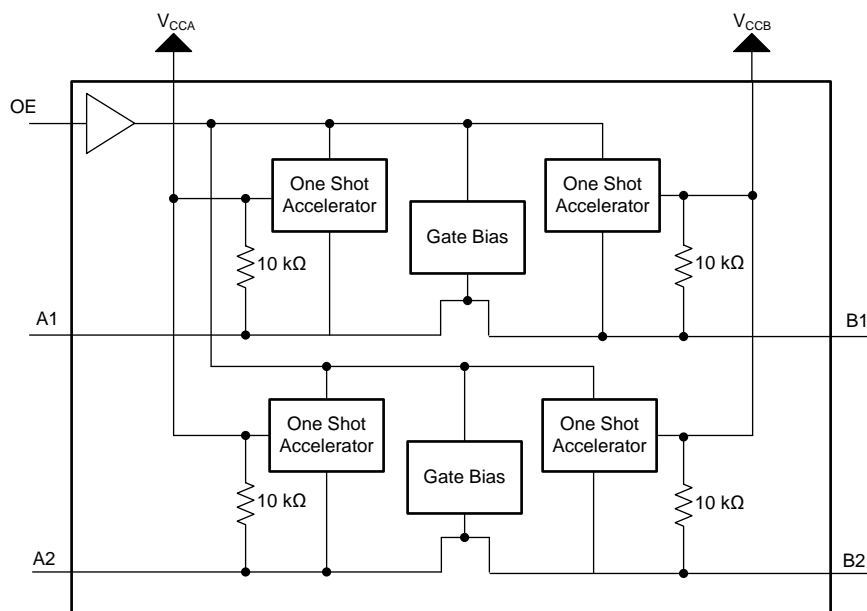 VCCA
VCCB
OE
One Shot
Accelerator
One Shot
Accelerator
Gate Bias
10 kΩ
10 kΩ
A1
B1
One Shot
Accelerator
One Shot
Accelerator
Gate Bias
10 kΩ
10 kΩ
A2
B2